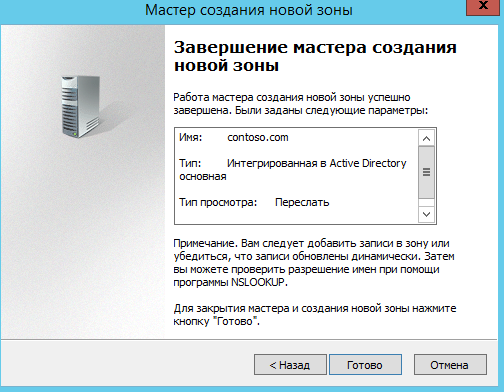 Мастер создания новой зоны
x
Завершение мастера создания
новой зоны
Работа мастера создания новой зоны успешно
завершена. Были заданы следующие параметры:
Имя: contoso.com
Тип: Интегрированная в Active Directory
основная
Тип просмотра: Переслать
Примечание. Вам следует добавить записи в зону или
убедиться, что записи обновлены динамически. Затем
вы можете проверить разрешение имен при помощи
программы NSLOOKUP.
Для закрытия мастера и создания новой зоны нажмите
кнопку "Готово".
< Назад Готово Отмена